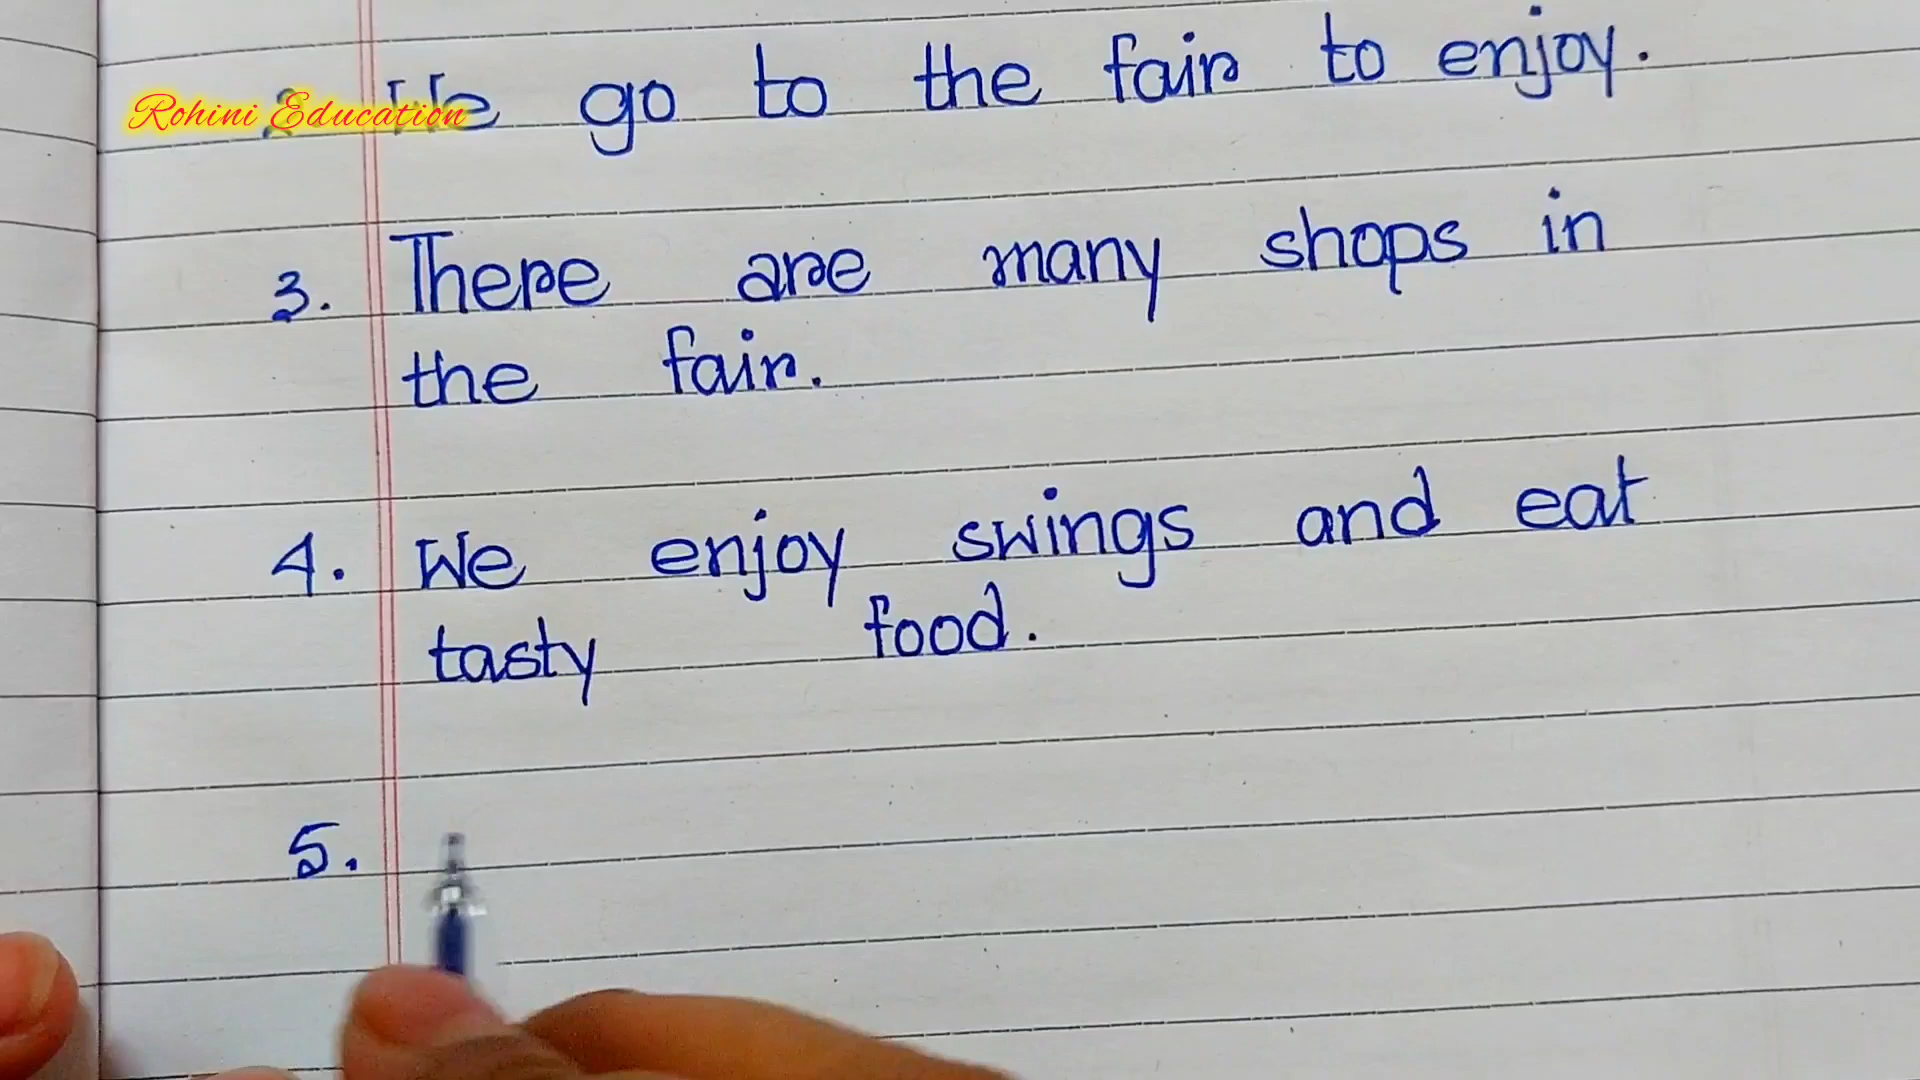 Rohini Education
2. We go to the fair to enjoy.
3. There are many shops in
the fair.
4. We enjoy swings and eat
tasty food.
5.